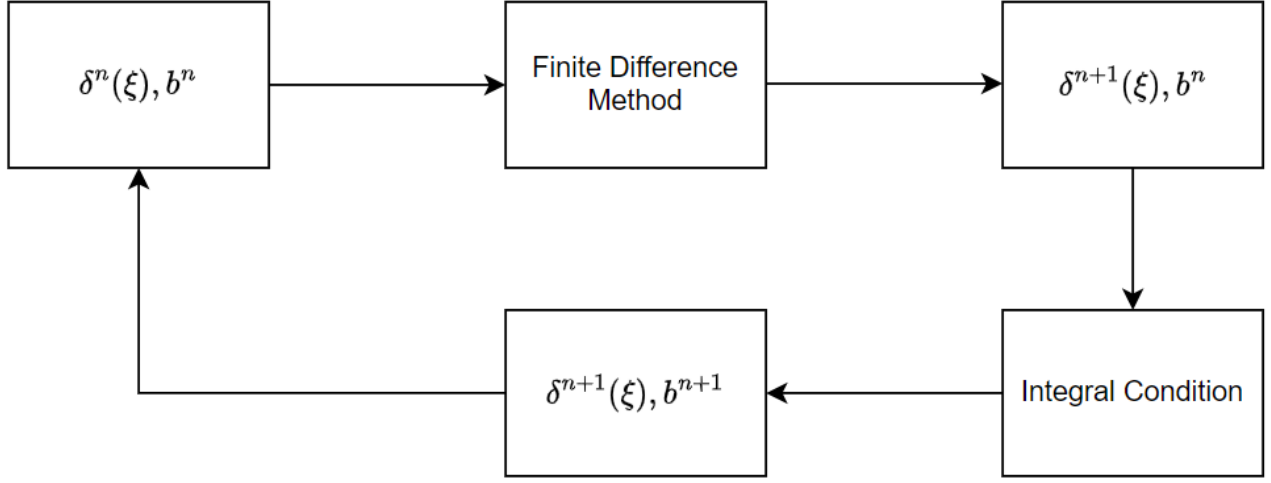 δⁿ(ξ), bⁿ
Finite Difference
Method
δⁿ⁺¹(ξ), bⁿ
Integral Condition
δⁿ⁺¹(ξ), bⁿ⁺¹